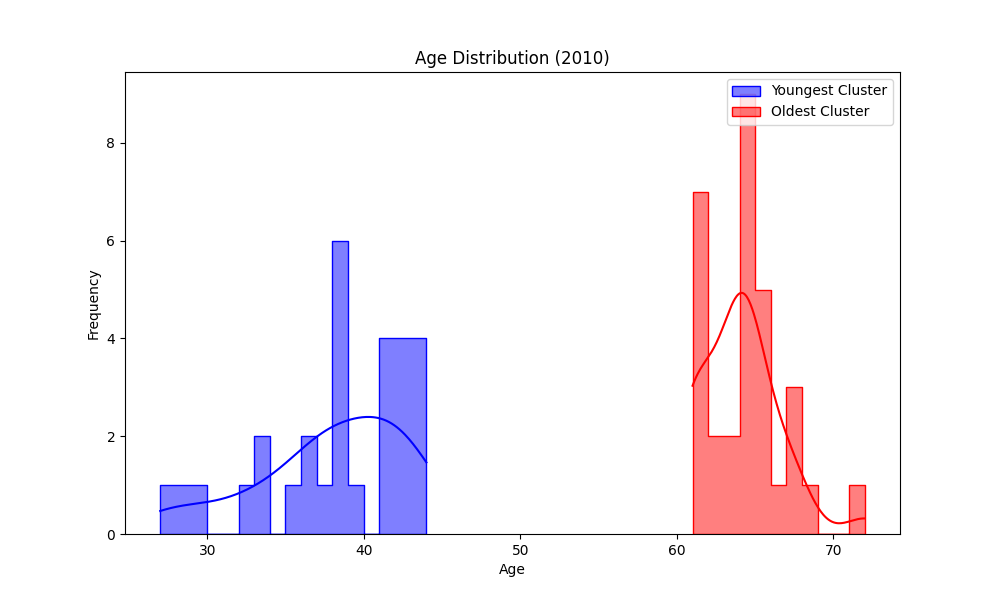 Age Distribution (2010)
Youngest Cluster
Oldest Cluster
Frequency
8
6
4
2
0
30 40 50 60 70
Age